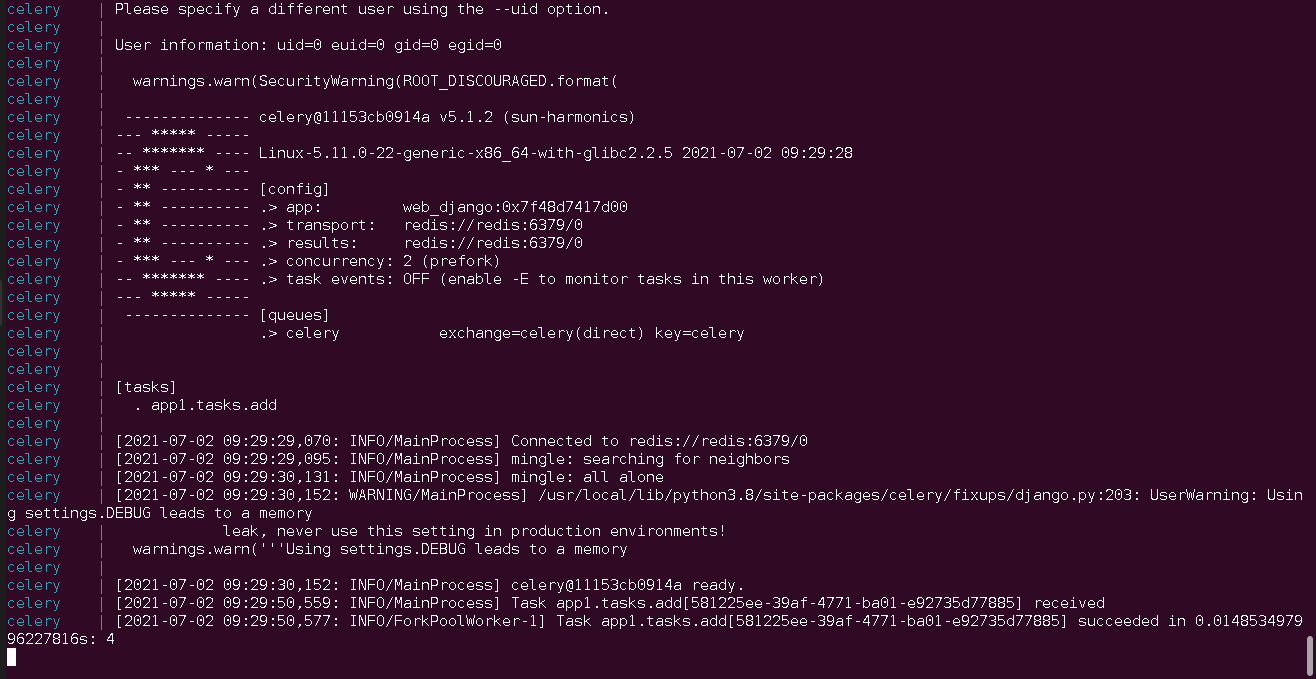 celery    | Please specify a different user using the --uid option.
celery    |
celery    | User information: uid=0 euid=0 gid=0 egid=0
celery    |
celery    |   warnings.warn(SecurityWarning(ROOT_DISCOURAGED.format(
celery    |
celery    |  -------------- celery@11153cb0914a v5.1.2 (sun-harmonics)
celery    | --- ***** -----
celery    | -- ******* ---- Linux-5.11.0-22-generic-x86_64-with-glibc2.2.5 2021-07-02 09:29:28
celery    | - *** --- * ---
celery    | - ** ---------- [config]
celery    | - ** ---------- .> app:         web_django:0x7f48d7417d00
celery    | - ** ---------- .> transport:   redis://redis:6379/0
celery    | - ** ---------- .> results:     redis://redis:6379/0
celery    | - *** --- * --- .> concurrency: 2 (prefork)
celery    | -- ******* ---- .> task events: OFF (enable -E to monitor tasks in this worker)
celery    | --- ***** -----
celery    |  -------------- [queues]
celery    |                 .> celery           exchange=celery(direct) key=celery
celery    |
celery    |
celery    | [tasks]
celery    |   . app1.tasks.add
celery    |
celery    | [2021-07-02 09:29:29,070: INFO/MainProcess] Connected to redis://redis:6379/0
celery    | [2021-07-02 09:29:29,095: INFO/MainProcess] mingle: searching for neighbors
celery    | [2021-07-02 09:29:30,131: INFO/MainProcess] mingle: all alone
celery    | [2021-07-02 09:29:30,152: WARNING/MainProcess] /usr/local/lib/python3.8/site-packages/celery/fixups/django.py:203: UserWarning: Usin
g settings.DEBUG leads to a memory
celery    |             leak, never use this setting in production environments!
celery    |   warnings.warn('''Using settings.DEBUG leads to a memory
celery    |
celery    | [2021-07-02 09:29:30,152: INFO/MainProcess] celery@11153cb0914a ready.
celery    | [2021-07-02 09:29:50,559: INFO/MainProcess] Task app1.tasks.add[581225ee-39af-4771-ba01-e92735d77885] received
celery    | [2021-07-02 09:29:50,577: INFO/ForkPoolWorker-1] Task app1.tasks.add[581225ee-39af-4771-ba01-e92735d77885] succeeded in 0.0148534979
96227816s: 4